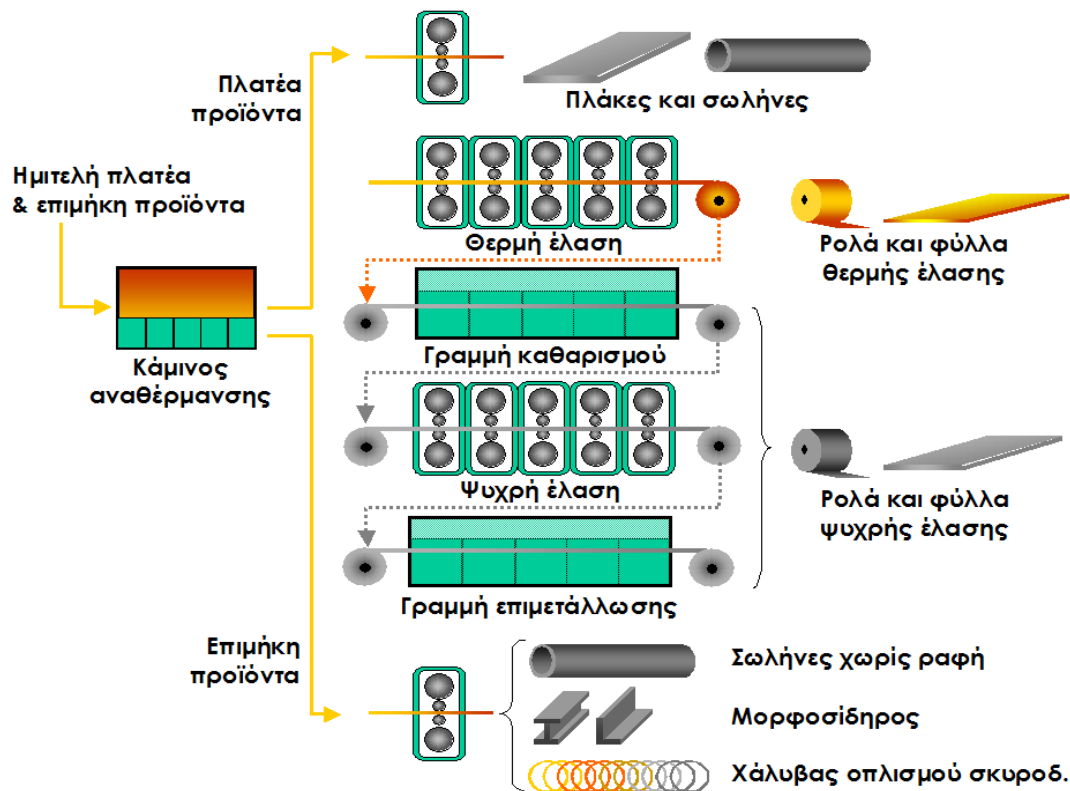 Πλατέα
προϊόντα
Πλάκες και σωλήνες
Ημιτελή πλατέα
& επιμήκη προϊόντα
Θερμή έλαση
Ρολά και φύλλα
θερμής έλασης
Κάμινος
αναθέρμανσης
Γραμμή καθαρισμού
Ψυχρή έλαση
Ρολά και φύλλα
ψυχρής έλασης
Γραμμή επιμετάλλωσης
Επιμήκη
προϊόντα
Σωλήνες χωρίς ραφή
Μορφοσίδηρος
Χάλυβας οπλισμού σκυροδ.